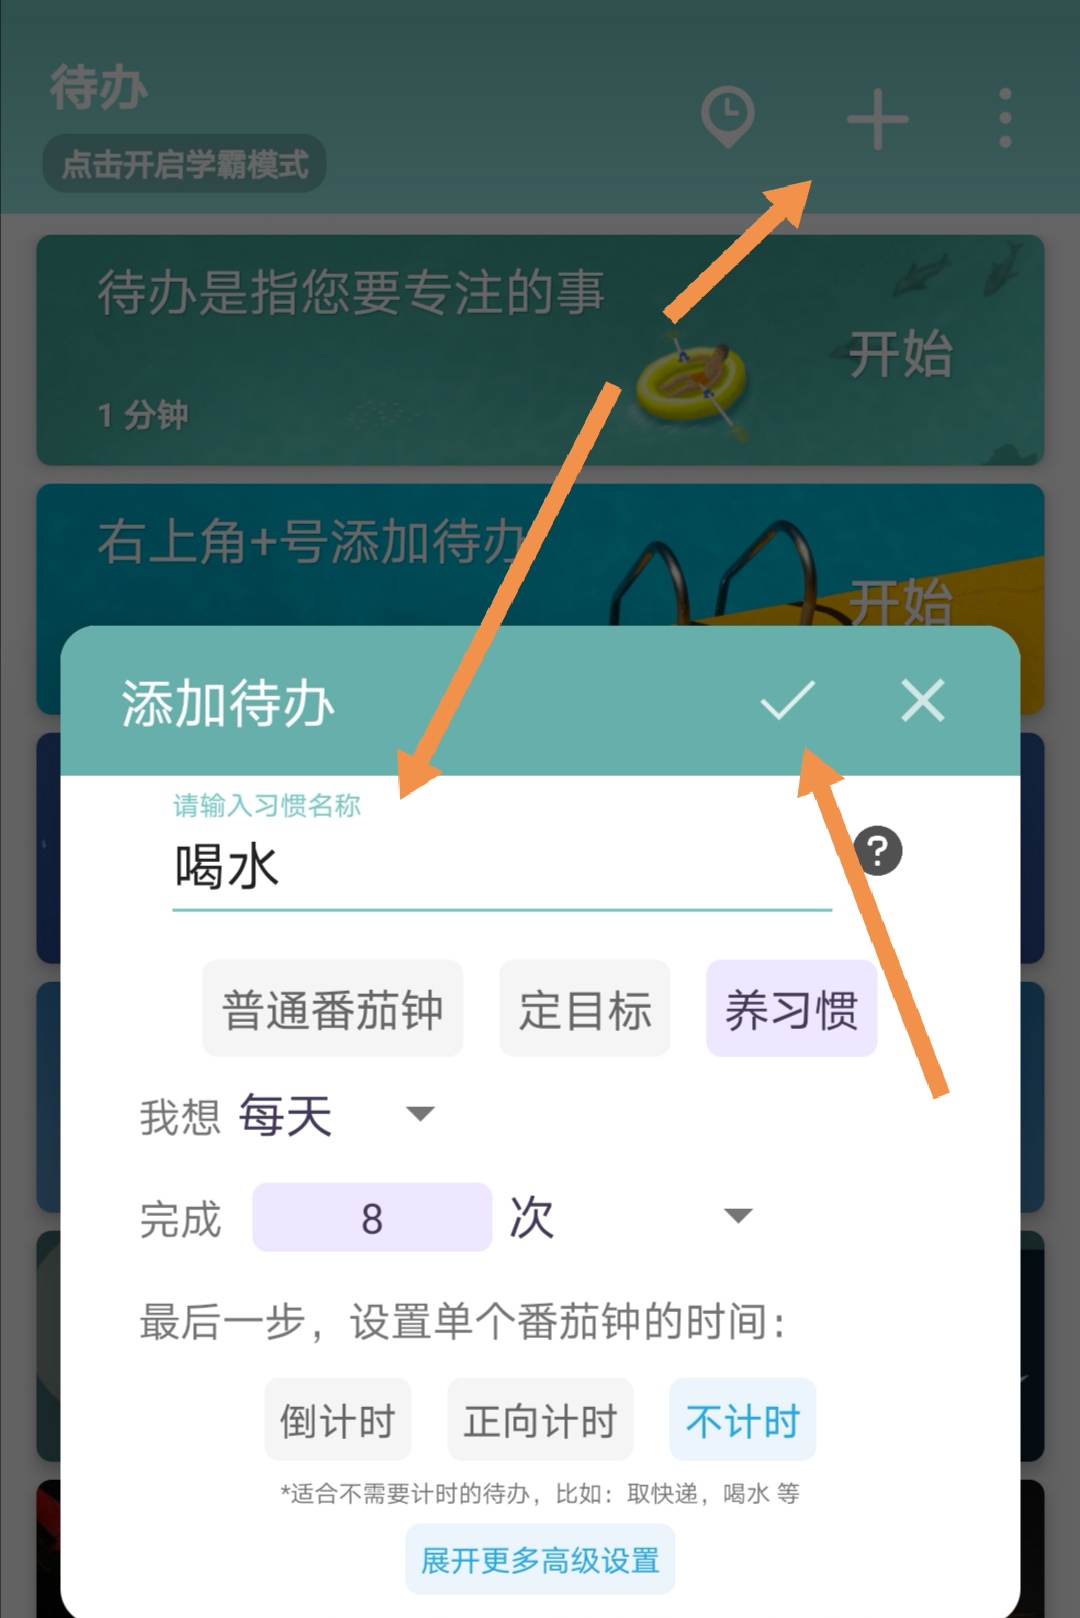 待办
点击开启学霸模式
待办是指您要专注的事
开始
1 分钟
右上角+号添加待办
开始
添加待办
请输入习惯名称
喝水
?
普通番茄钟 定目标 养习惯
我想 每天
完成 8 次
最后一步，设置单个番茄钟的时间：
倒计时 正向计时 不计时
*适合不需要计时的待办，比如：取快递，喝水 等
展开更多高级设置